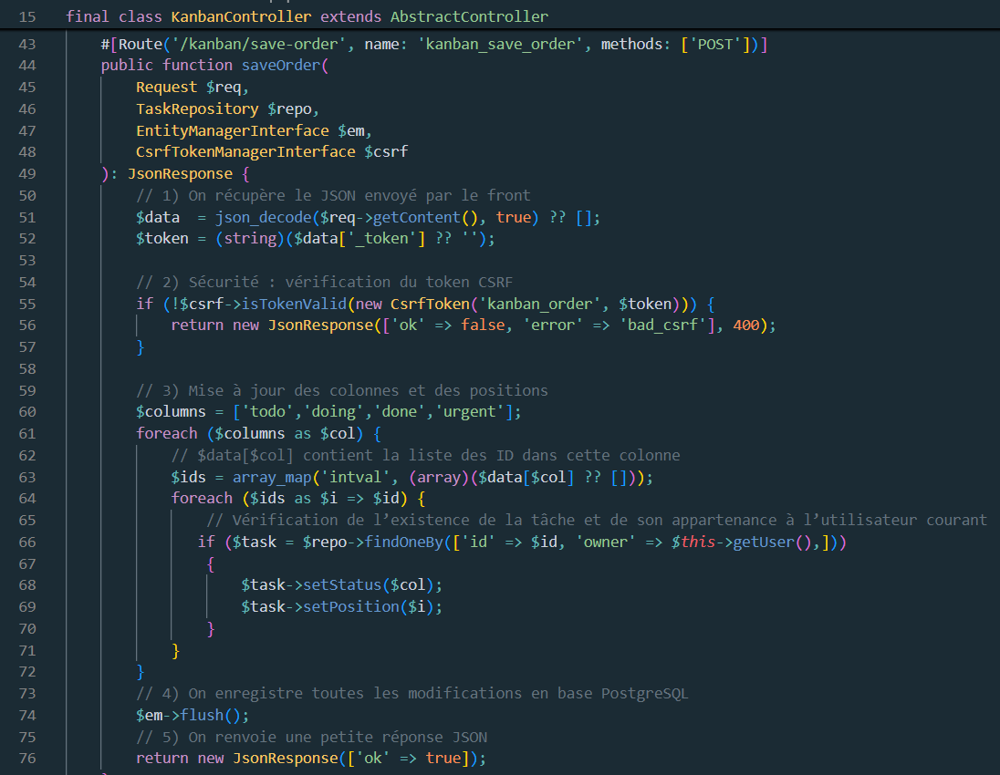 15 final class KanbanController extends AbstractController
43 #[Route('/kanban/save-order', name: 'kanban_save_order', methods: ['POST'])]
44 public function saveOrder(
45 Request $req,
46 TaskRepository $repo,
47 EntityManagerInterface $em,
48 CsrfTokenManagerInterface $csrf
49 ): JsonResponse {
50 // 1) On récupère le JSON envoyé par le front
51 $data  = json_decode($req->getContent(), true) ?? [];
52 $token = (string)($data['_token'] ?? '');
53
54 // 2) Sécurité : vérification du token CSRF
55 if (!$csrf->isTokenValid(new CsrfToken('kanban_order', $token))) {
56 return new JsonResponse(['ok' => false, 'error' => 'bad_csrf'], 400);
57 }
58
59 // 3) Mise à jour des colonnes et des positions
60 $columns = ['todo','doing','done','urgent'];
61 foreach ($columns as $col) {
62 // $data[$col] contient la liste des ID dans cette colonne
63 $ids = array_map('intval', (array)($data[$col] ?? []));
64 foreach ($ids as $i => $id) {
65 // Vérification de l’existence de la tâche et de son appartenance à l’utilisateur courant
66 if ($task = $repo->findOneBy(['id' => $id, 'owner' => $this->getUser(),]))
67 {
68 $task->setStatus($col);
69 $task->setPosition($i);
70 }
71 }
72 }
73 // 4) On enregistre toutes les modifications en base PostgreSQL
74 $em->flush();
75 // 5) On renvoie une petite réponse JSON
76 return new JsonResponse(['ok' => true]);